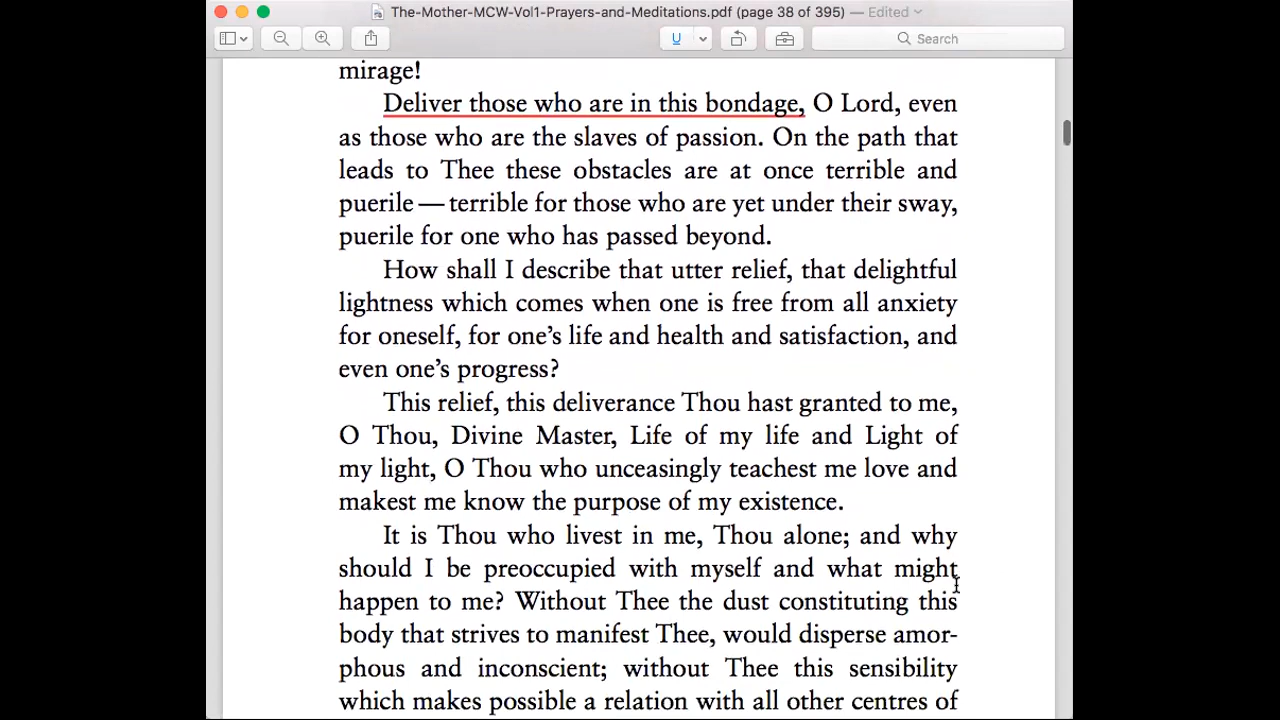 The-Mother-MCW-Vol1-Prayers-and-Meditations.pdf (page 38 of 395) — Edited
U
Search
mirage!
Deliver those who are in this bondage, O Lord, even
as those who are the slaves of passion. On the path that
leads to Thee these obstacles are at once terrible and
puerile — terrible for those who are yet under their sway,
puerile for one who has passed beyond.
How shall I describe that utter relief, that delightful
lightness which comes when one is free from all anxiety
for oneself, for one’s life and health and satisfaction, and
even one’s progress?
This relief, this deliverance Thou hast granted to me,
O Thou, Divine Master, Life of my life and Light of
my light, O Thou who unceasingly teachest me love and
makest me know the purpose of my existence.
It is Thou who livest in me, Thou alone; and why
should I be preoccupied with myself and what might
happen to me? Without Thee the dust constituting this
body that strives to manifest Thee, would disperse amor-
phous and inconscient; without Thee this sensibility
which makes possible a relation with all other centres of